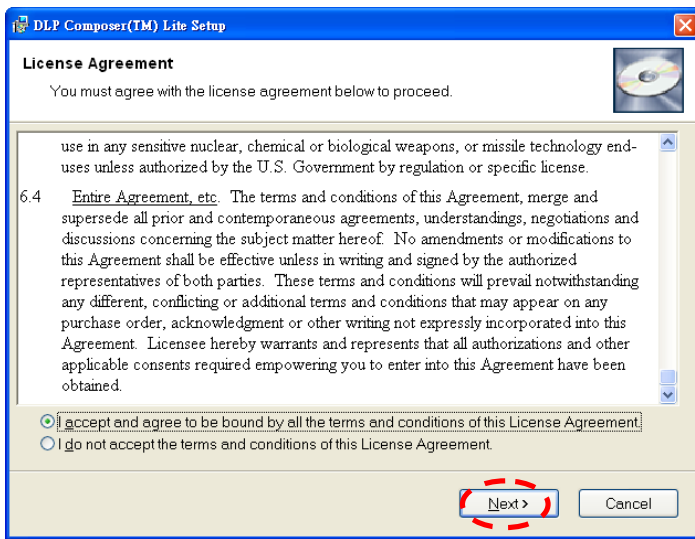 DLP Composer(TM) Lite Setup
License Agreement
You must agree with the license agreement below to proceed.
use in any sensitive nuclear, chemical or biological weapons, or missile technology end-
uses unless authorized by the U.S. Government by regulation or specific license.
6.4 Entire Agreement, etc. The terms and conditions of this Agreement, merge and
supersede all prior and contemporaneous agreements, understandings, negotiations and
discussions concerning the subject matter hereof. No amendments or modifications to
this Agreement shall be effective unless in writing and signed by the authorized
representatives of both parties. These terms and conditions will prevail notwithstanding
any different, conflicting or additional terms and conditions that may appear on any
purchase order, acknowledgment or other writing not expressly incorporated into this
Agreement. Licensee hereby warrants and represents that all authorizations and other
applicable consents required empowering you to enter into this Agreement have been
obtained.
I accept and agree to be bound by all the terms and conditions of this License Agreement.
I do not accept the terms and conditions of this License Agreement.
Next >
Cancel